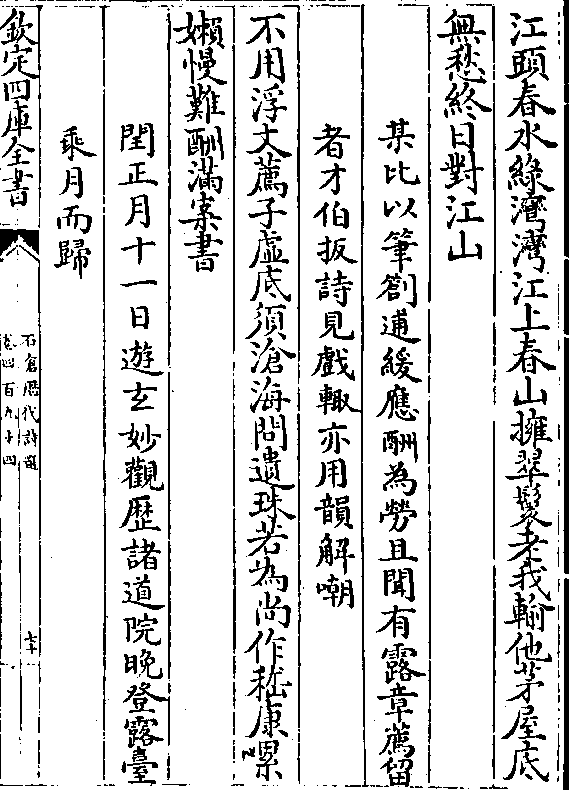 江頭春水綠灣灣江上春山擁翠鬟老我輸他茅屋底
無愁終日對江山
某比以筆劄逋緩應酬為勞且聞有露章薦留
者才伯扳詩見戲輙亦用韻解嘲
不用浮文薦子虛底須滄海問遺珠若為尚作嵇康累
嬾慢難酬滿案書
閏正月十一日遊玄妙觀歴諸道院晚登露臺
乘月而歸
欽定四庫全書
石倉歴代詩選
卷四百九十四